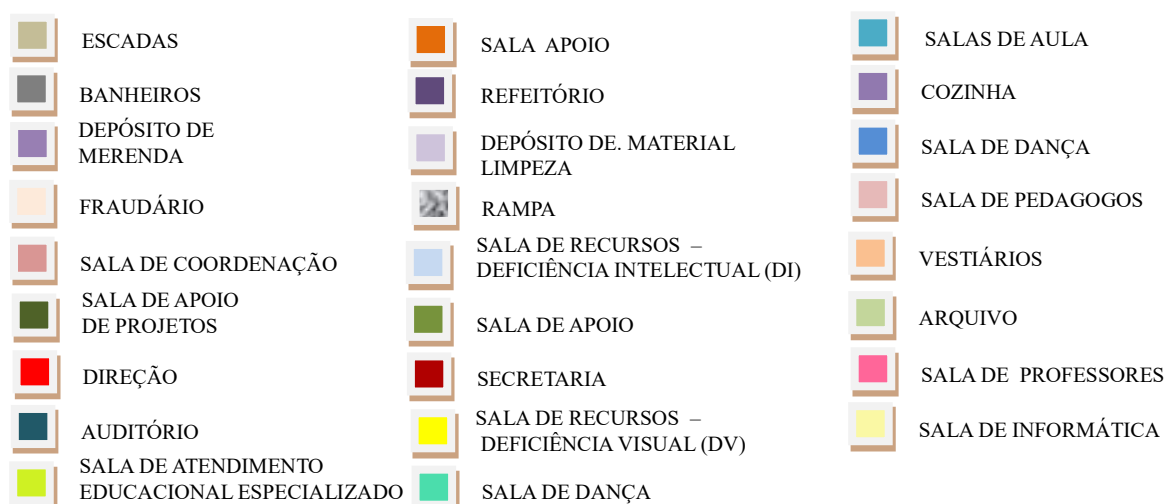 ESCADAS
BANHEIROS
DEPÓSITO DE
MERENDA
FRAUDÁRIO
SALA DE COORDENAÇÃO
SALA DE APOIO
DE PROJETOS
DIREÇÃO
AUDITÓRIO
SALA DE ATENDIMENTO
EDUCACIONAL ESPECIALIZADO
SALA APOIO
REFEITÓRIO
DEPÓSITO DE. MATERIAL
LIMPEZA
RAMPA
SALA DE RECURSOS –
DEFICIÊNCIA INTELECTUAL (DI)
SALA DE APOIO
SECRETARIA
SALA DE RECURSOS –
DEFICIÊNCIA VISUAL (DV)
SALA DE DANÇA
SALAS DE AULA
COZINHA
SALA DE DANÇA
SALA DE PEDAGOGOS
VESTIÁRIOS
ARQUIVO
SALA DE PROFESSORES
SALA DE INFORMÁTICA